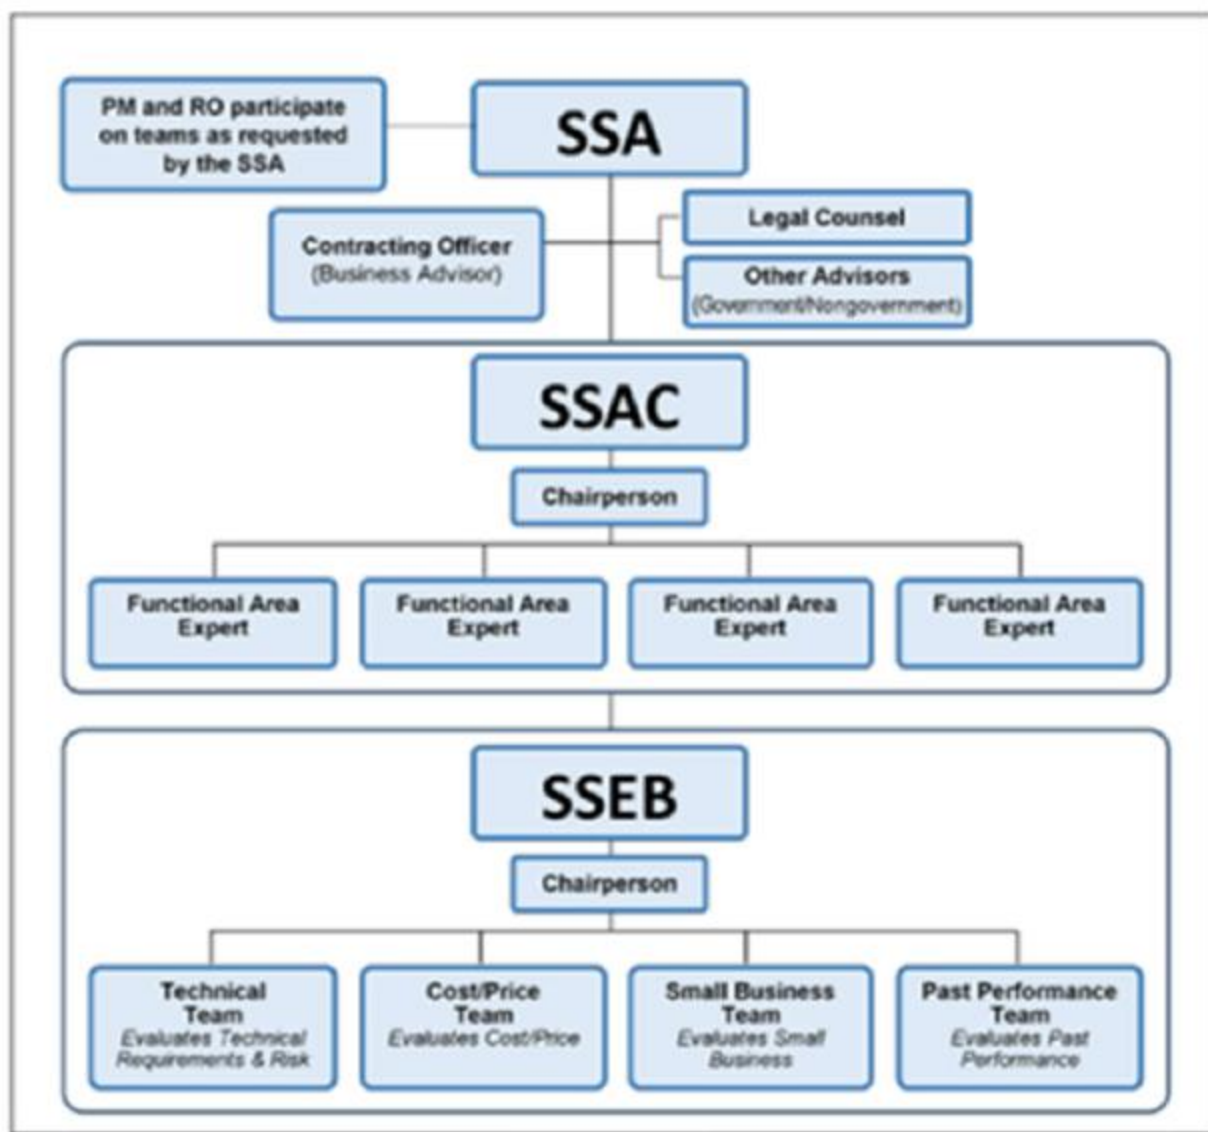 PM and RO participate
on teams as requested
by the SSA
SSA
Contracting Officer
(Business Advisor)
Legal Counsel
Other Advisors
(Government/Nongovernment)
SSAC
Chairperson
Functional Area
Expert
Functional Area
Expert
Functional Area
Expert
Functional Area
Expert
SSEB
Chairperson
Technical
Team
Evaluates Technical
Requirements & Risk
Cost/Price
Team
Evaluates Cost/Price
Small Business
Team
Evaluates Small
Business
Past Performance
Team
Evaluates Past
Performance